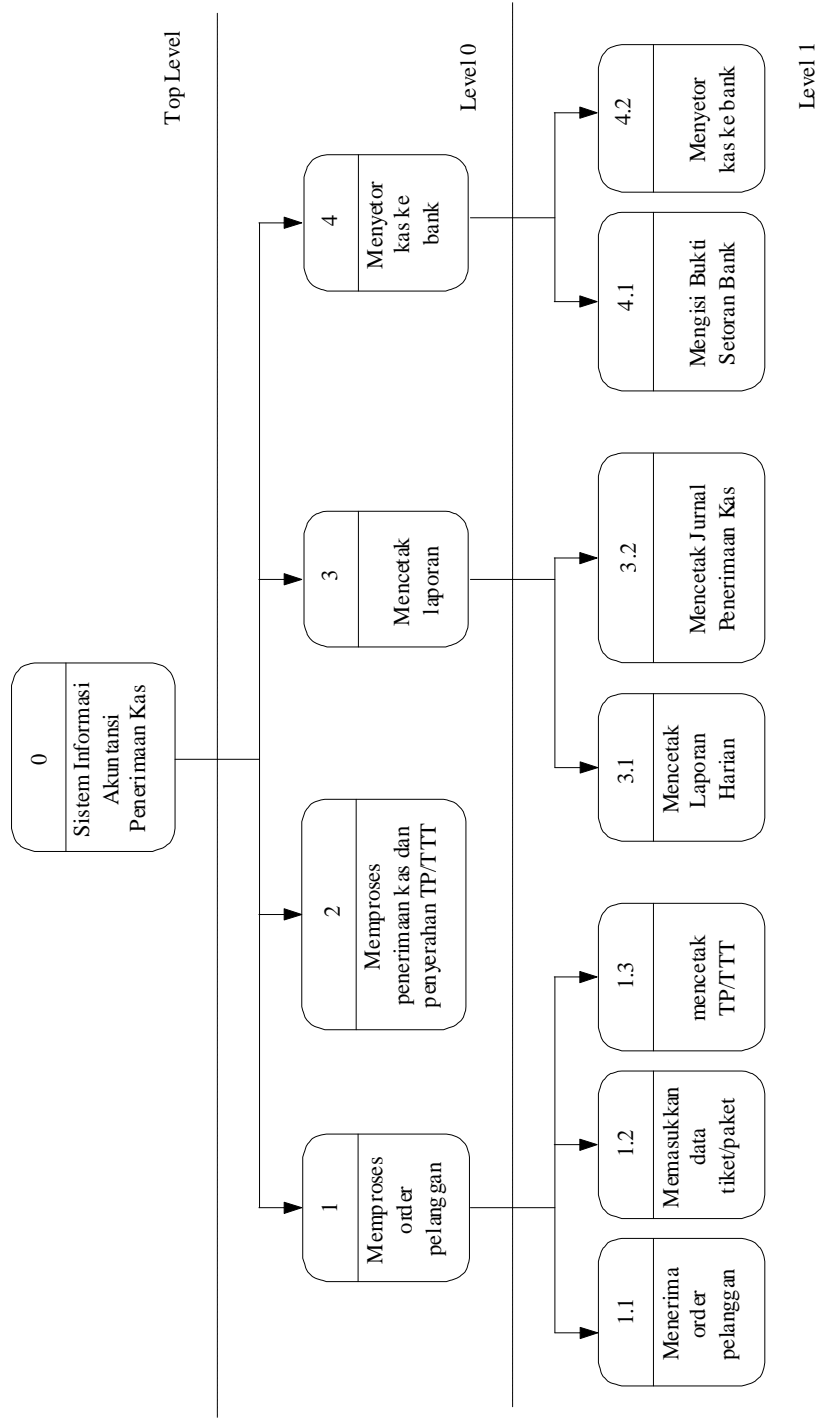 0
Sistem Informasi
Akuntansi
Penerimaan Kas
Top Level
1
Memproses
order
pelanggan
2
Memproses
penerimaan kas dan
penyerahan TP/TTT
3
Mencetak
laporan
4
Menyetor
kas ke
bank
Level 0
1.1
Menerima
order
pelanggan
1.2
Memasukkan
data
tiket/paket
1.3
mencetak
TP/TTT
3.1
Mencetak
Laporan
Harian
3.2
Mencetak Jurnal
Penerimaan Kas
4.1
Mengisi Bukti
Setoran Bank
4.2
Menyetor
kas ke bank
Level 1